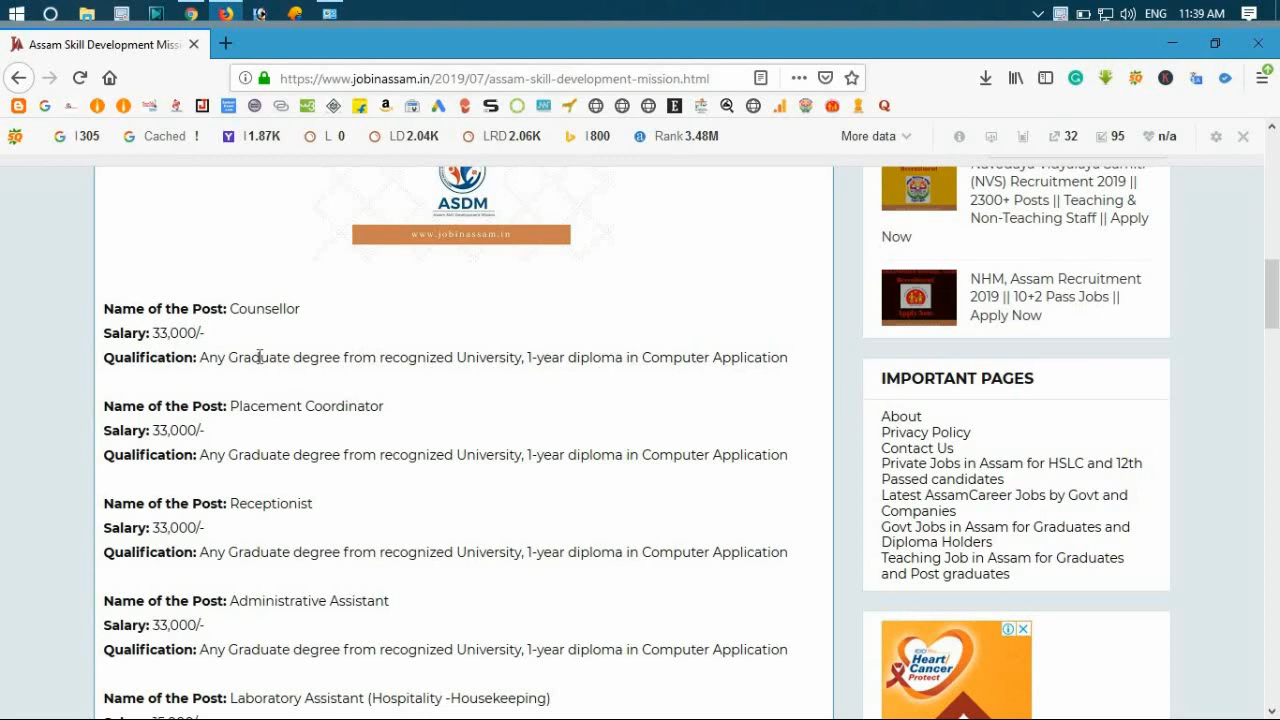 ENG
11:39 AM
Assam Skill Development Miss
https://www.jobinassam.in/2019/07/assam-skill-development-mission.html
I 305
Cached !
I 1.87K
L 0
LD 2.04K
LRD 2.06K
I 800
Rank 3.48M
More data
32
95
n/a
ASDM
www.jobinassam.in
Name of the Post: Counsellor
Salary: 33,000/-
Qualification: Any Graduate degree from recognized University, 1-year diploma in Computer Application
Name of the Post: Placement Coordinator
Salary: 33,000/-
Qualification: Any Graduate degree from recognized University, 1-year diploma in Computer Application
Name of the Post: Receptionist
Salary: 33,000/-
Qualification: Any Graduate degree from recognized University, 1-year diploma in Computer Application
Name of the Post: Administrative Assistant
Salary: 33,000/-
Qualification: Any Graduate degree from recognized University, 1-year diploma in Computer Application
Name of the Post: Laboratory Assistant (Hospitality -Housekeeping)
(NVS) Recruitment 2019 ||
2300+ Posts || Teaching &
Non-Teaching Staff || Apply
Now
NHM, Assam Recruitment
2019 || 10+2 Pass Jobs ||
Apply Now
IMPORTANT PAGES
About
Privacy Policy
Contact Us
Private Jobs in Assam for HSLC and 12th
Passed candidates
Latest AssamCareer Jobs by Govt and
Companies
Govt Jobs in Assam for Graduates and
Diploma Holders
Teaching Job in Assam for Graduates
and Post graduates
Heart/
Cancer
Protect